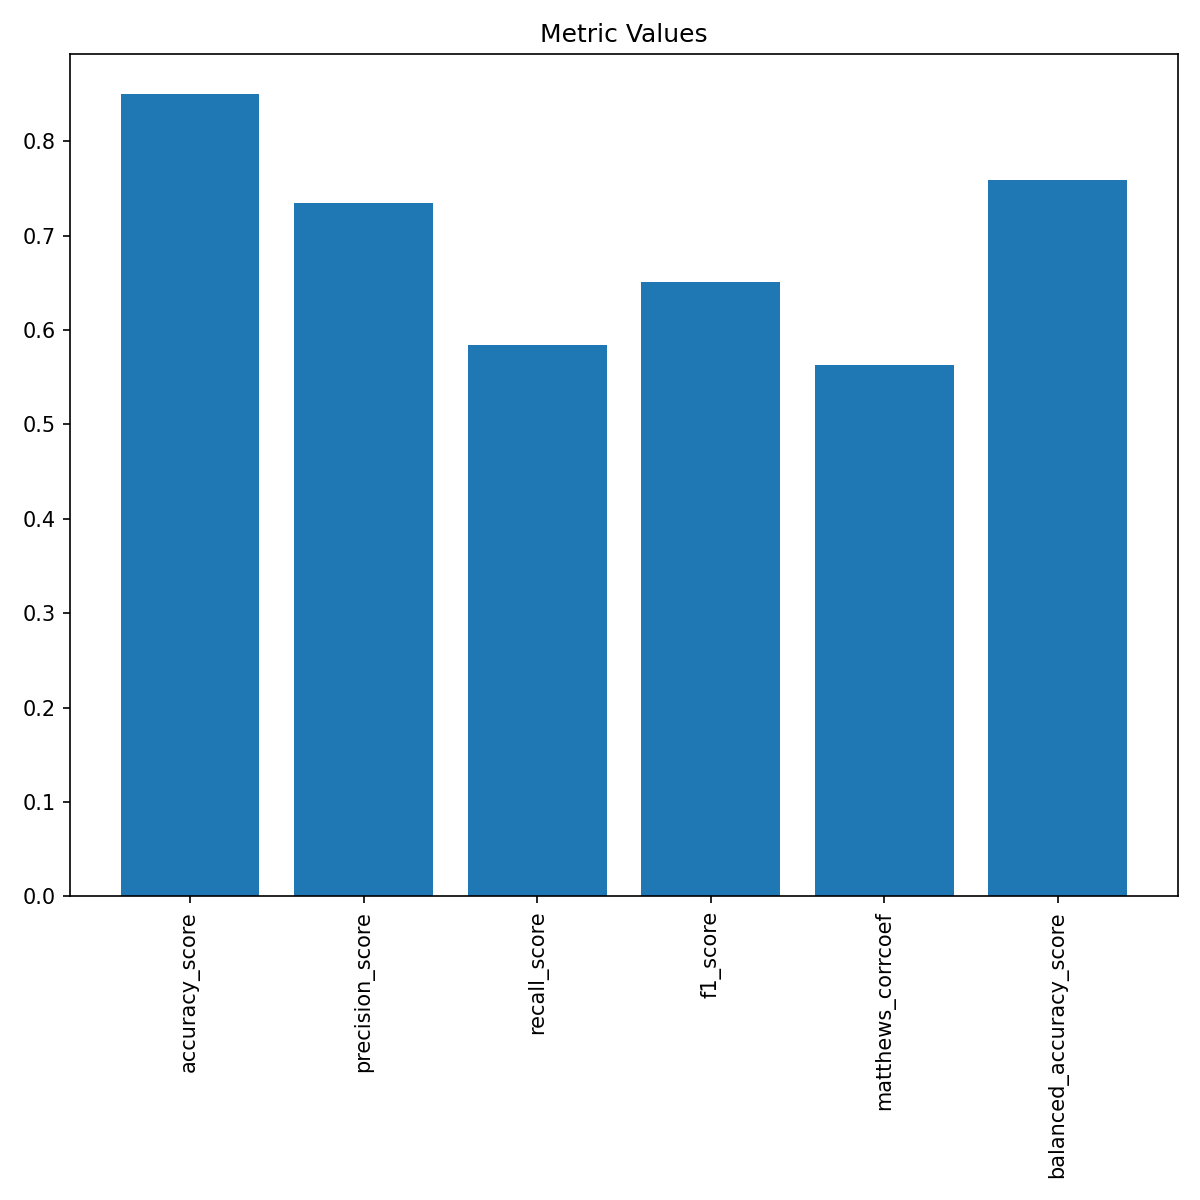 Metric Values
0.8
0.7
0.6
0.5
0.4
0.3
0.2
0.1
0.0
accuracy_score
precision_score
recall_score
f1_score
matthews_corrcoef
balanced_accuracy_score